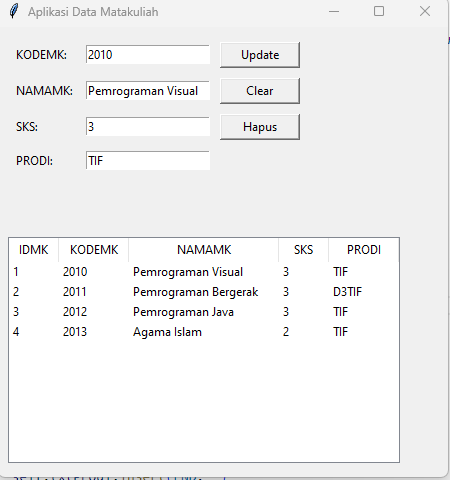 Aplikasi Data Matakuliah
KODEMK: 2010 Update
NAMAMK: Pemrograman Visual Clear
SKS: 3 Hapus
PRODI: TIF
IDMK KODEMK NAMAMK SKS PRODI
1 2010 Pemrograman Visual 3 TIF
2 2011 Pemrograman Bergerak 3 D3TIF
3 2012 Pemrograman Java 3 TIF
4 2013 Agama Islam 2 TIF